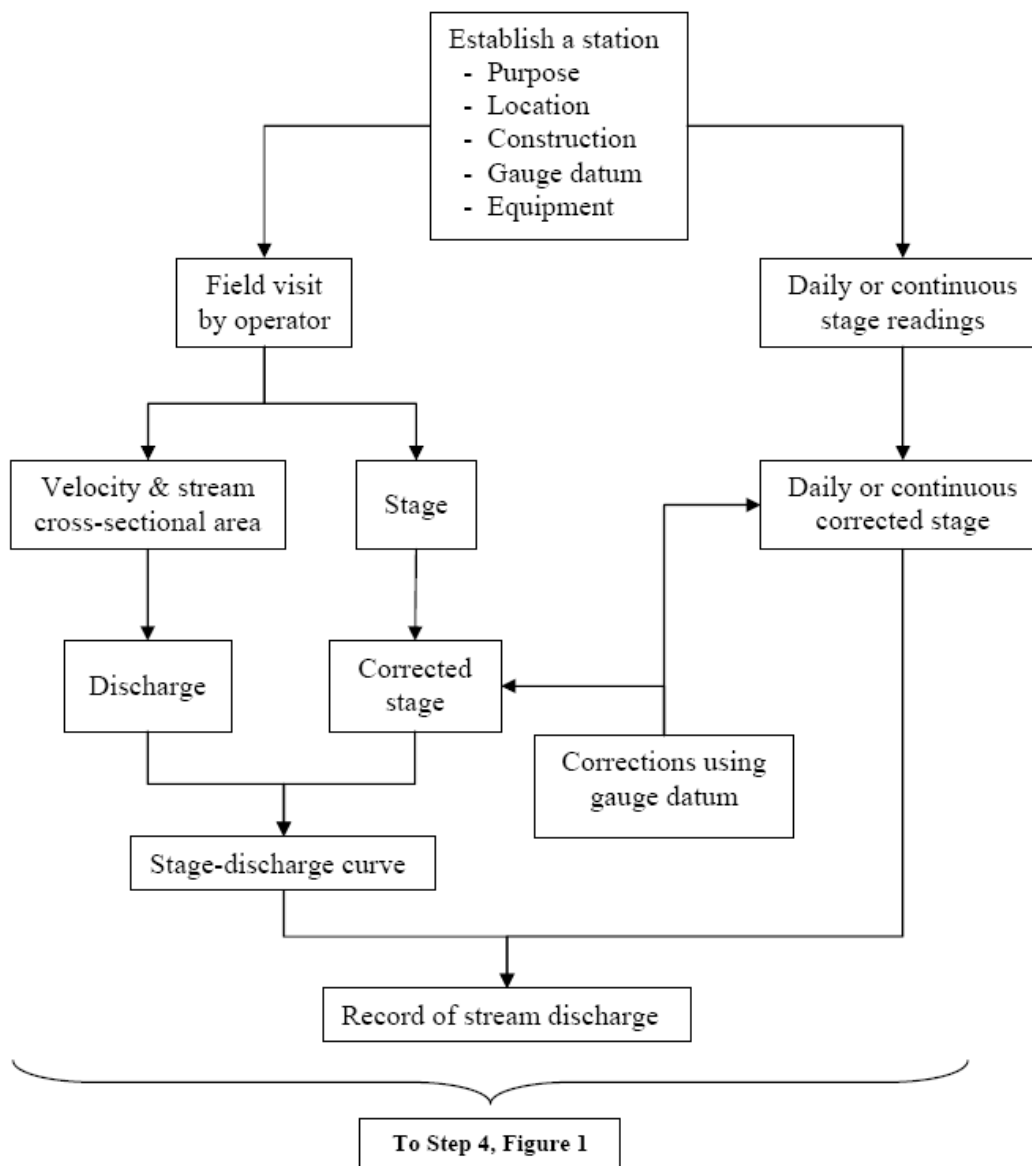 Establish a station
- Purpose
- Location
- Construction
- Gauge datum
- Equipment
Field visit
by operator
Daily or continuous
stage readings
Velocity & stream
cross-sectional area
Stage
Daily or continuous
corrected stage
Discharge
Corrected
stage
Corrections using
gauge datum
Stage-discharge curve
Record of stream discharge
To Step 4, Figure 1